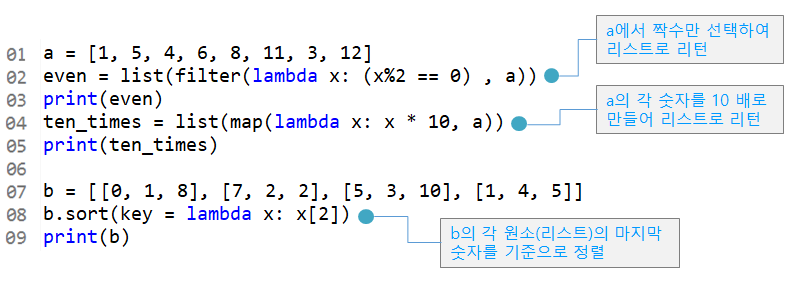 a에서 짝수만 선택하여
리스트로 리턴
01 a = [1, 5, 4, 6, 8, 11, 3, 12]
02 even = list(filter(lambda x: (x%2 == 0) , a))
03 print(even)
04 ten_times = list(map(lambda x: x * 10, a))
a의 각 숫자를 10 배로
만들어 리스트로 리턴
05 print(ten_times)
06
07 b = [[0, 1, 8], [7, 2, 2], [5, 3, 10], [1, 4, 5]]
08 b.sort(key = lambda x: x[2])
09 print(b)
b의 각 원소(리스트)의 마지막
숫자를 기준으로 정렬